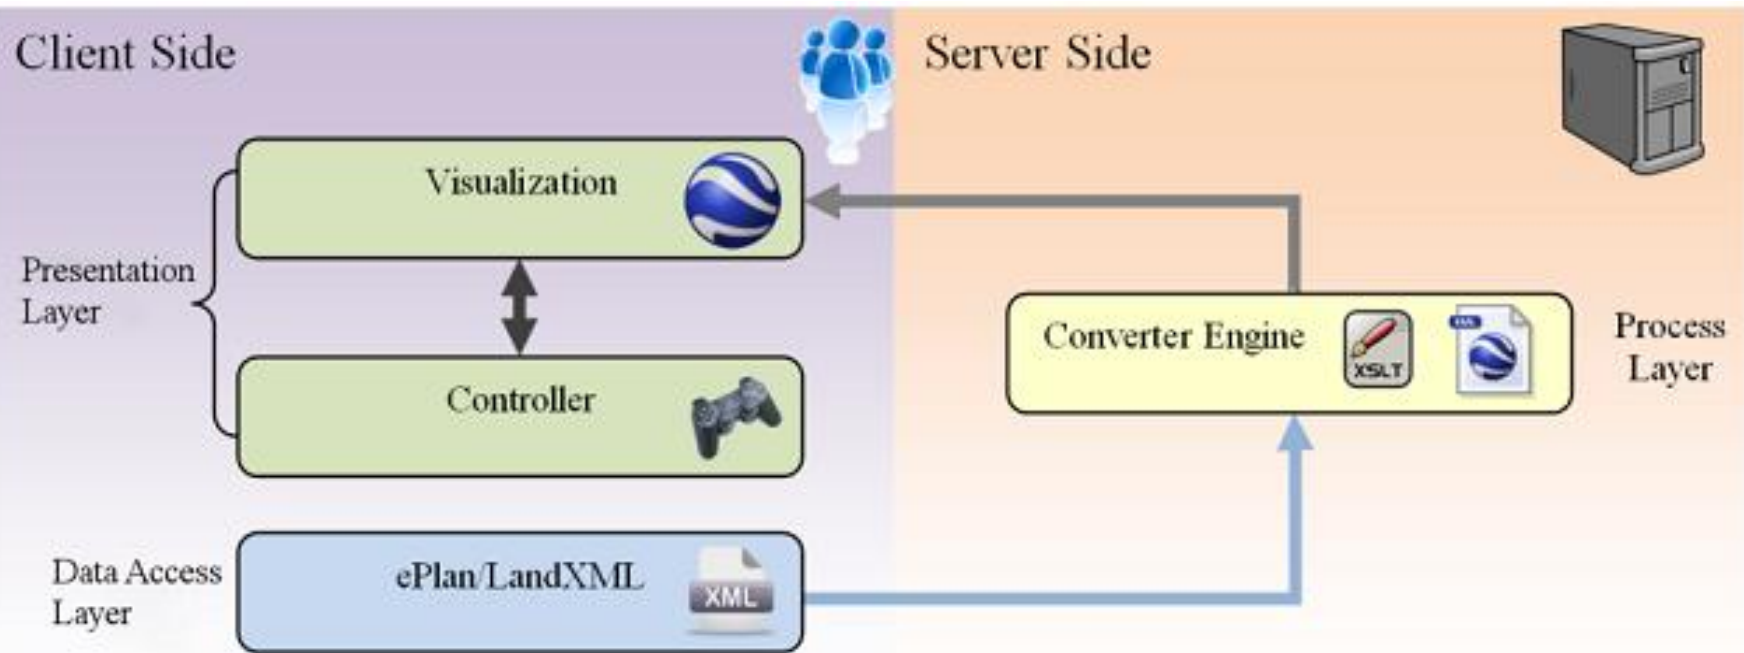 Client Side
Server Side
Visualization
Presentation
Layer
Converter Engine
XSLT
Process
Layer
Controller
Data Access
Layer
ePlan/LandXML
XML